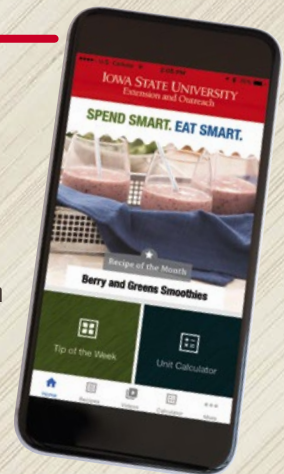 U.S. Cellular
IOWA STATE UNIVERSITY
Extension and Outreach
SPEND SMART. EAT SMART.
Recipe of the Month
Berry and Greens Smoothies
Tip of the Week
Unit Calculator
Home
Recipes
Videos
Calculator
More